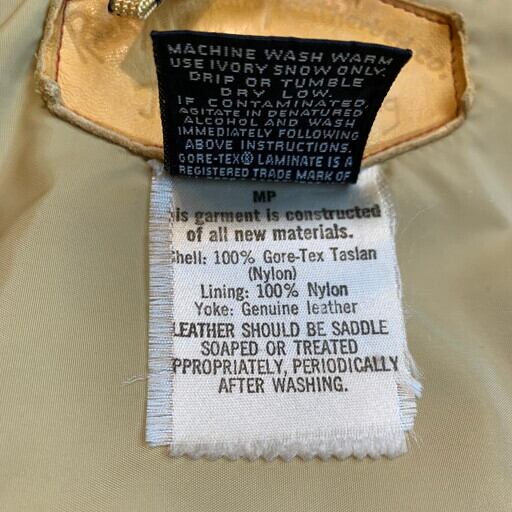 MACHINE WASH WARM
USE IVORY SNOW ONLY.
DRIP OR TUMBLE
DRY LOW.
IF CONTAMINATED,
AGITATE IN DENATURED
ALCOHOL AND WASH
IMMEDIATELY FOLLOWING
ABOVE INSTRUCTIONS.
GORE-TEX® LAMINATE IS A
REGISTERED TRADE MARK OF
MP
is garment is constructed
of all new materials.
Shell: 100% Gore-Tex Taslan
(Nylon)
Lining: 100% Nylon
Yoke: Genuine leather
LEATHER SHOULD BE SADDLE
SOAPED OR TREATED
PPROPRIATELY, PERIODICALLY
AFTER WASHING.